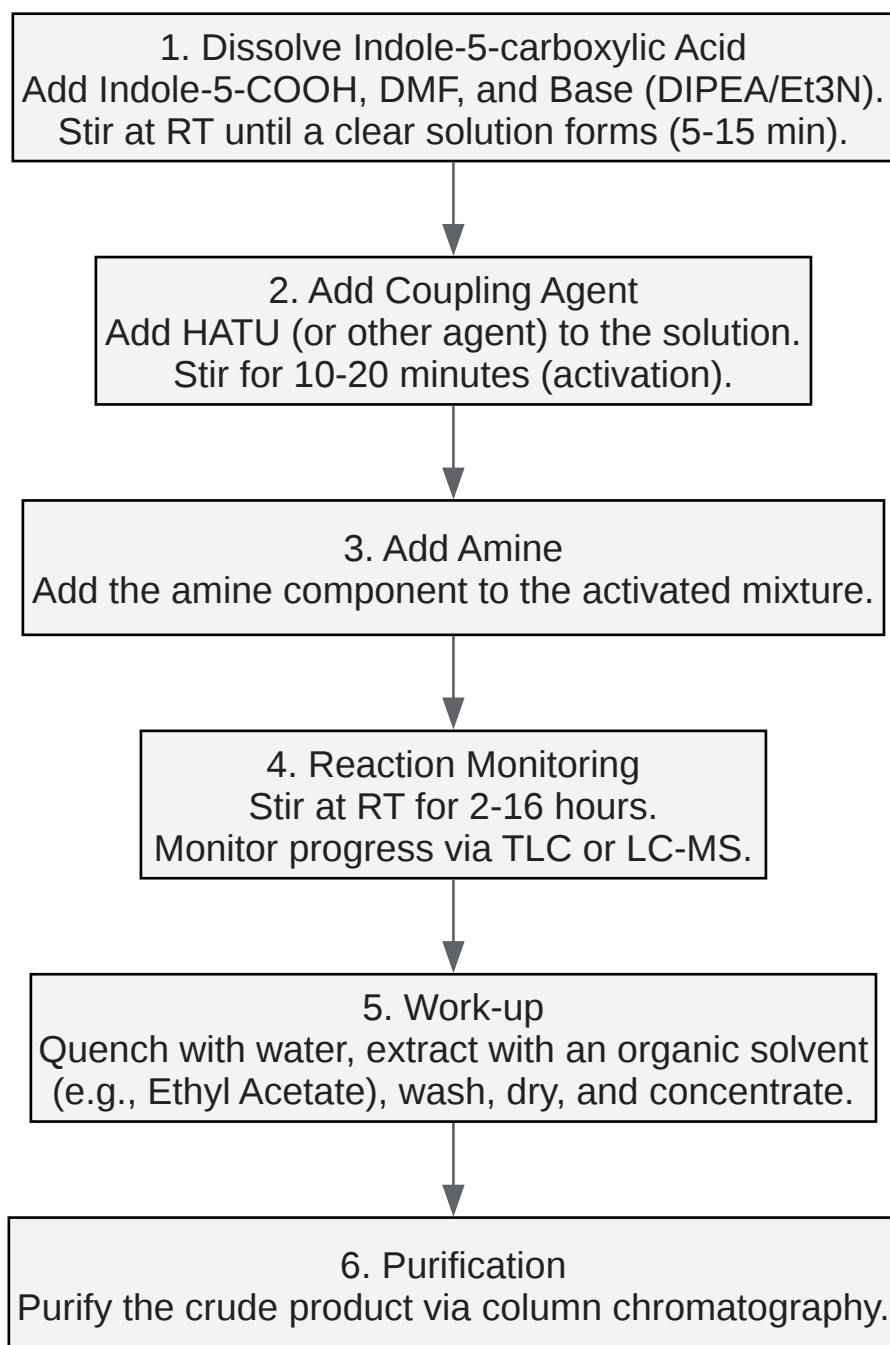 1. Dissolve Indole-5-carboxylic Acid
Add Indole-5-COOH, DMF, and Base (DIPEA/Et3N).
Stir at RT until a clear solution forms (5-15 min).
2. Add Coupling Agent
Add HATU (or other agent) to the solution.
Stir for 10-20 minutes (activation).
3. Add Amine
Add the amine component to the activated mixture.
4. Reaction Monitoring
Stir at RT for 2-16 hours.
Monitor progress via TLC or LC-MS.
5. Work-up
Quench with water, extract with an organic solvent
(e.g., Ethyl Acetate), wash, dry, and concentrate.
6. Purification
Purify the crude product via column chromatography.